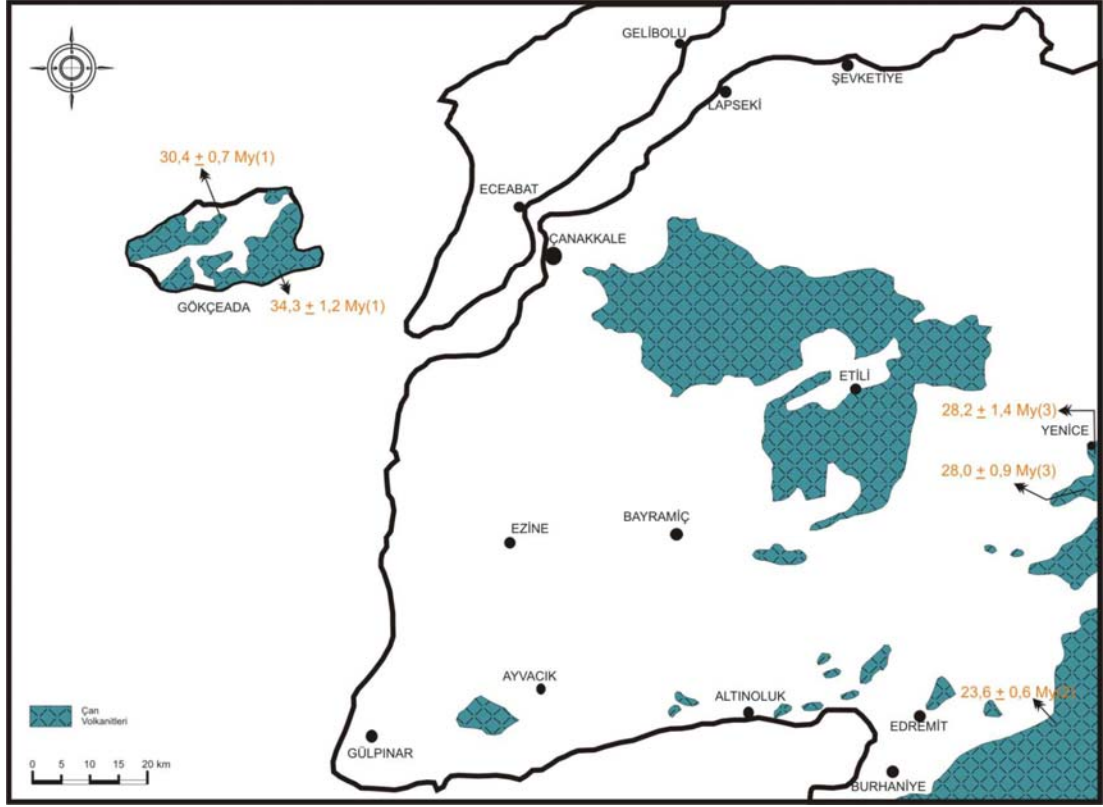 GELİBOLU
ŞEVKETİYE
LAPSEKİ
30,4 ± 0,7 My(1)
ECEABAT
ÇANAKKALE
GÖKÇEADA
34,3 ± 1,2 My(1)
ETİLİ
28,2 ± 1,4 My(3)
YENİCE
28,0 ± 0,9 My(3)
BAYRAMİÇ
EZİNE
AYVACIK
ALTINOLUK
23,6 ± 0,6 My
EDREMİT
Çan
Volkanitleri
GÜLPINAR
0 5 10 15 20 km
BURHANİYE